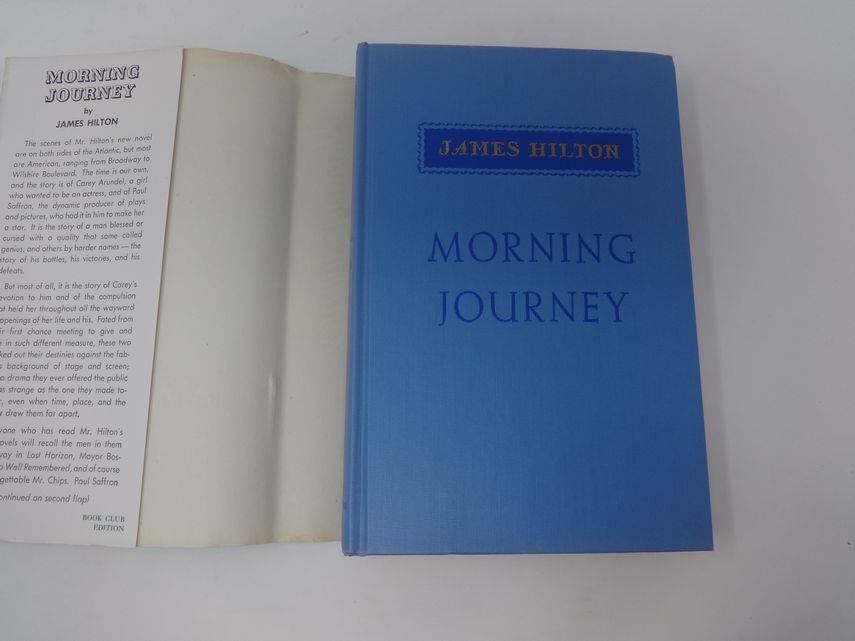 MORNING
JOURNEY
by
JAMES HILTON
The scenes of Mr. Hilton's new novel
are on both sides of the Atlantic, but most
are American, ranging from Broadway to
Wilshire Boulevard. The time is our own,
and the story is of Carey Arundel, a girl
who wanted to be an actress, and of Paul
Saffron, the dynamic producer of plays
and pictures, who had it in him to make her
a star. It is the story of a man blessed or
cursed with a quality that some called
genius, and others by harder names — the
story of his battles, his victories, and his
defeats.
But most of all, it is the story of Carey's
evotion to him and of the compulsion
at held her throughout all the wayward
ppenings of her life and his. Fated from
ir first chance meeting to give and
e in such different measure, these two
ked out their destinies against the fab-
s background of stage and screen;
o drama they ever offered the public
as strange as the one they made to-
r, even when time, place, and the
r drew them far apart.
yone who has read Mr. Hilton's
ovels will recall the men in them
way in Lost Horizon, Mayor Bos-
o Well Remembered, and of course
gettable Mr. Chips. Paul Saffron
ontinued on second flap)
BOOK CLUB
EDITION
JAMES HILTON
MORNING
JOURNEY